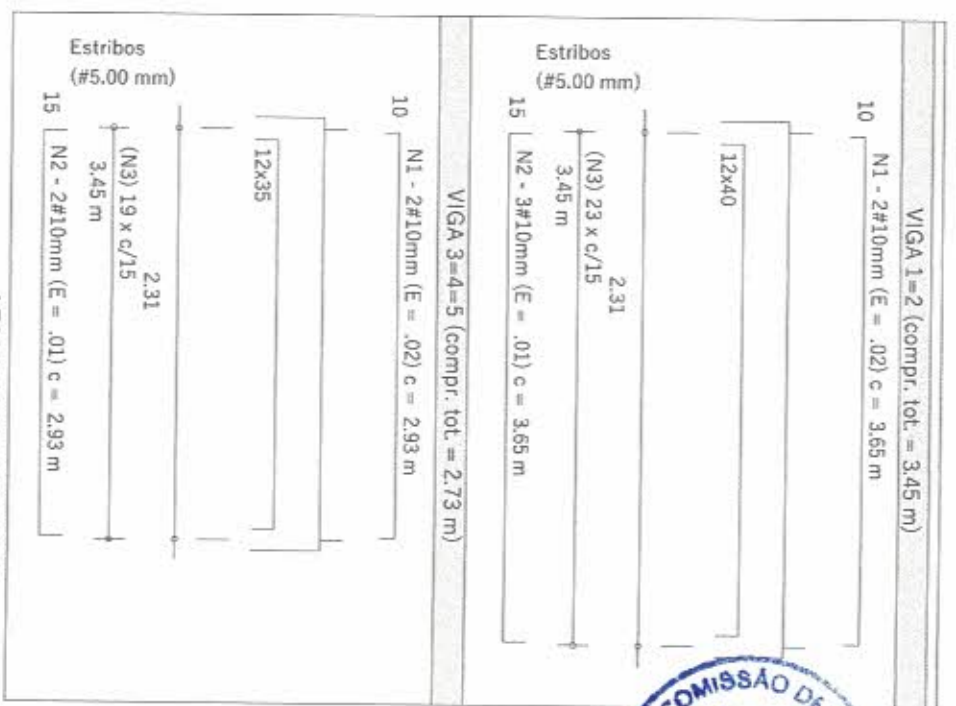 VIGA 1=2 (compr. tot. = 3.45 m)
N1 - 2#10mm (E = .02) c = 3.65 m
10
12x40
2.31
(N3) 23 x c/15
3.45 m
N2 - 3#10mm (E = .01) c = 3.65 m
15
Estribos
(#5.00 mm)
VIGA 3=4=5 (compr. tot. = 2.73 m)
N1 - 2#10mm (E = .02) c = 2.93 m
10
12x35
2.31
(N3) 19 x c/15
3.45 m
N2 - 2#10mm (E = .01) c = 2.93 m
15
Estribos
(#5.00 mm)
COMISSÃO DE